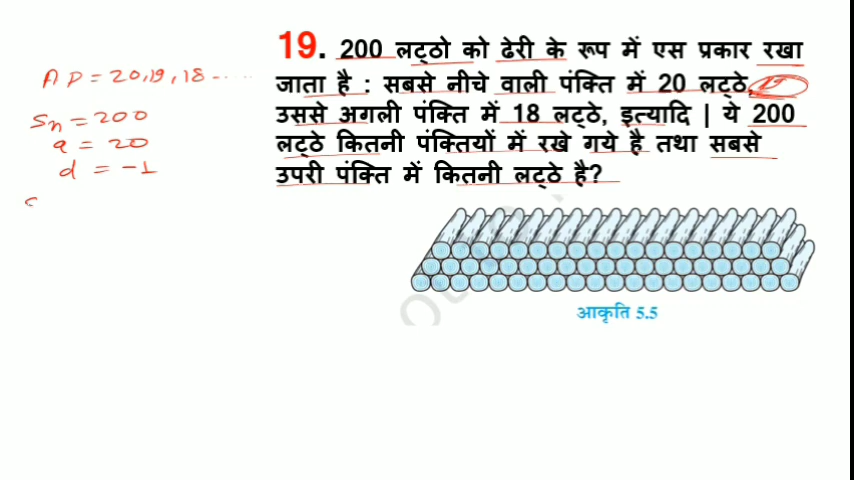 19. 200 लट्ठो को ढेरी के रूप में एस प्रकार रखा
जाता है : सबसे नीचे वाली पंक्ति में 20 लट्ठे, 19
उससे अगली पंक्ति में 18 लट्ठे, इत्यादि | ये 200
लट्ठे कितनी पंक्तियों में रखे गये है तथा सबसे
उपरी पंक्ति में कितनी लट्ठे है?
AP = 20, 19, 18 ....
Sn = 200
a = 20
d = -1
S
आकृति 5.5